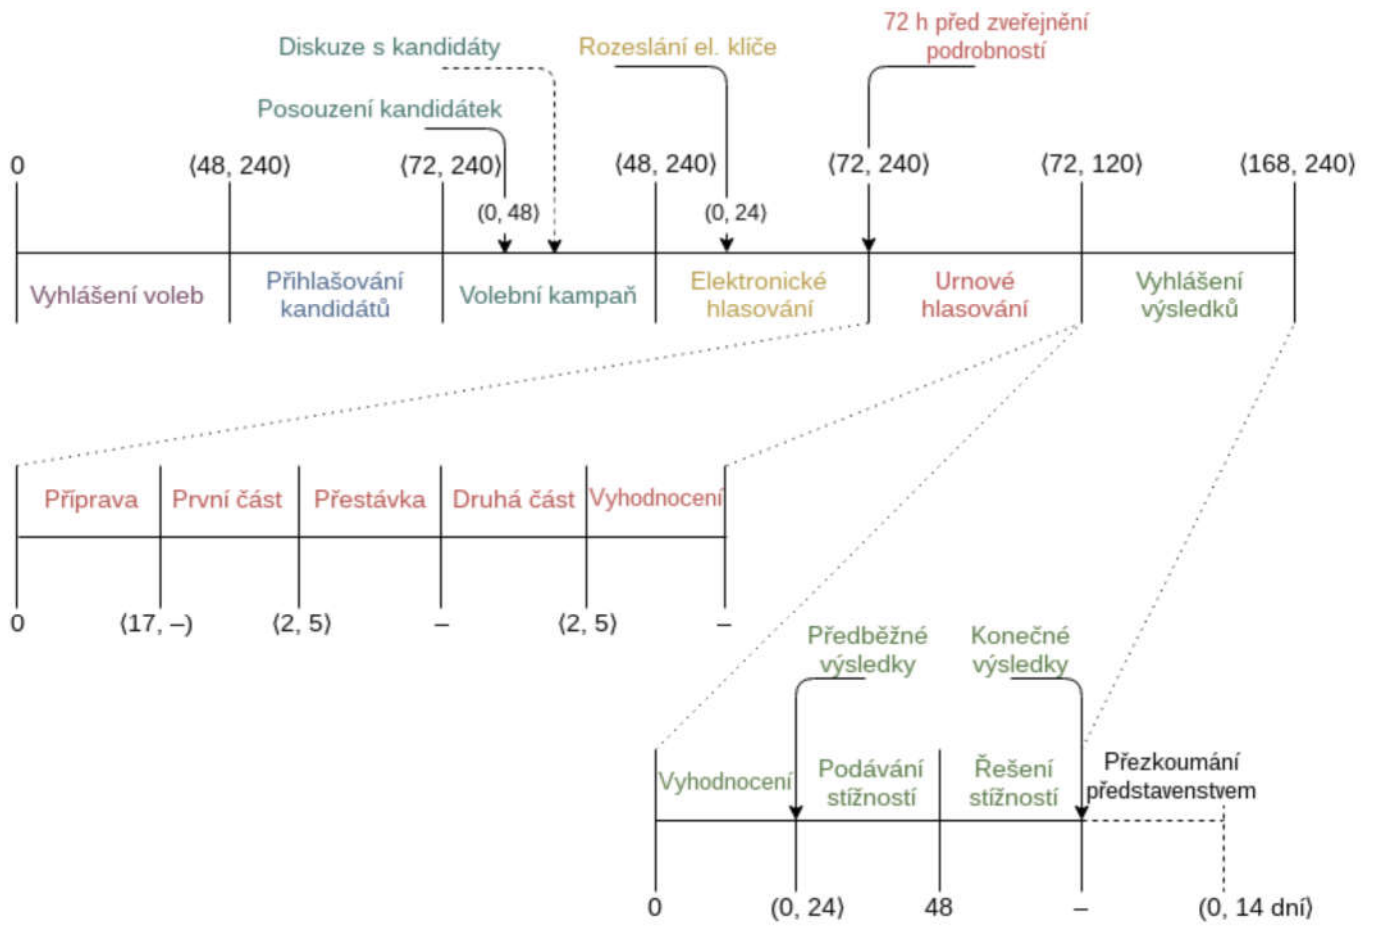 72 h před zveřejnění
podrobností
Diskuze s kandidáty
Rozeslání el. klíče
Posouzení kandidátek
0
⟨48, 240⟩
⟨72, 240⟩
⟨48, 240⟩
⟨72, 240⟩
⟨72, 120⟩
⟨168, 240⟩
(0, 48⟩
(0, 24⟩
Vyhlášení voleb
Přihlašování
kandidátů
Volební kampaň
Elektronické
hlasování
Urnové
hlasování
Vyhlášení
výsledků
Příprava
První část
Přestávka
Druhá část
Vyhodnocení
0
⟨17, –)
⟨2, 5⟩
–
⟨2, 5⟩
–
Předběžné
výsledky
Konečné
výsledky
Vyhodnocení
Podávání
stížností
Řešení
stížností
Přezkoumání
představenstvem
0
(0, 24⟩
48
–
(0, 14 dní⟩